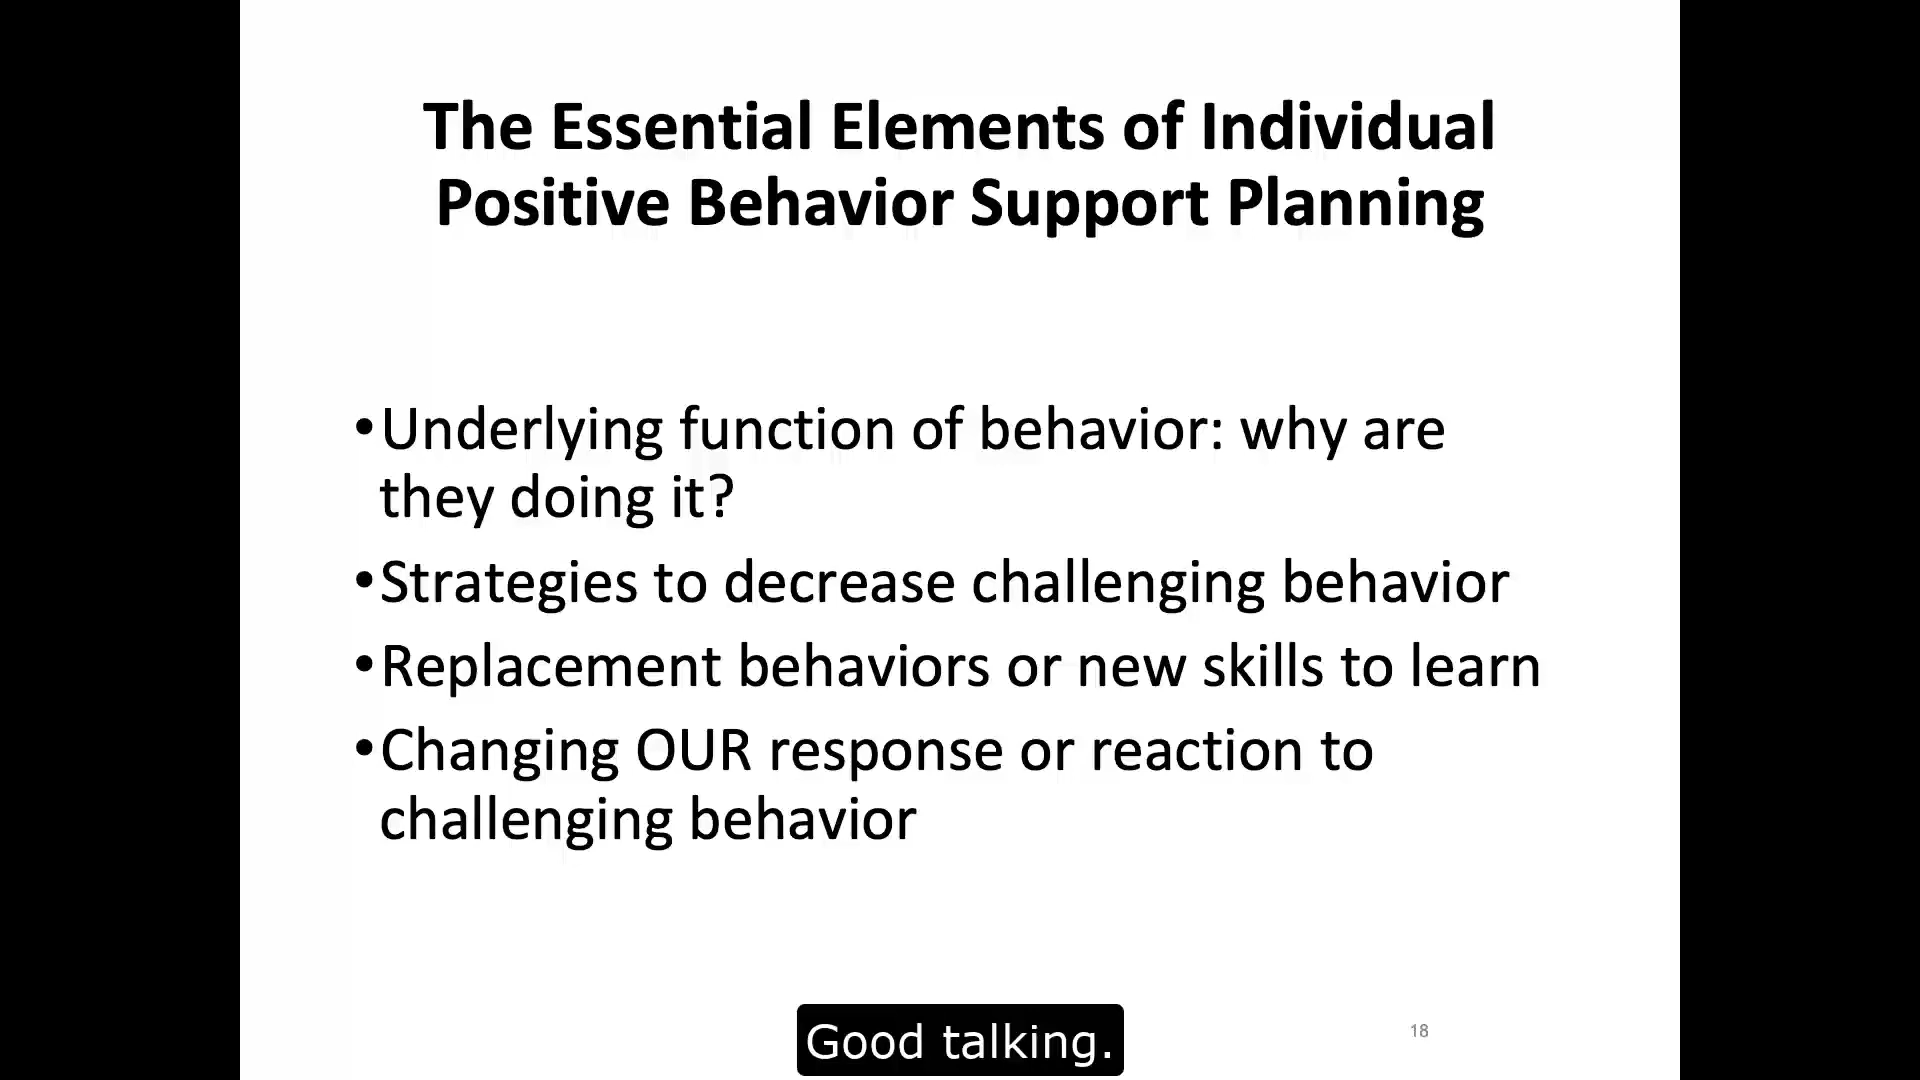 The Essential Elements of Individual
Positive Behavior Support Planning
•Underlying function of behavior: why are
they doing it?
•Strategies to decrease challenging behavior
•Replacement behaviors or new skills to learn
•Changing OUR response or reaction to
challenging behavior
Good talking.
18